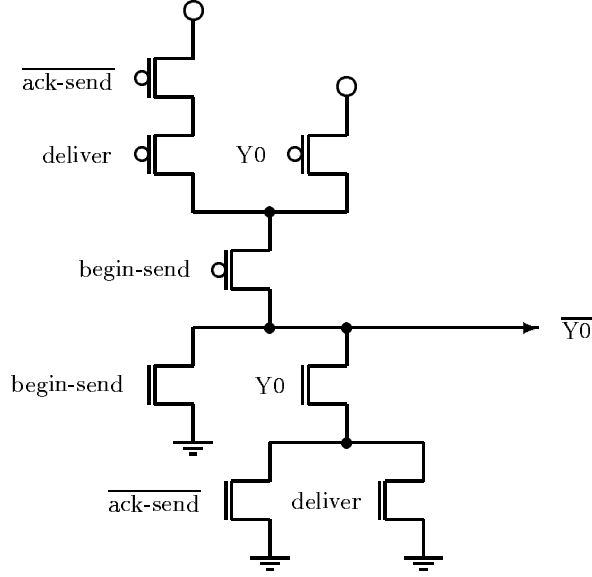 ack-send
deliver
Y0
begin-send
Y0
begin-send
Y0
ack-send
deliver